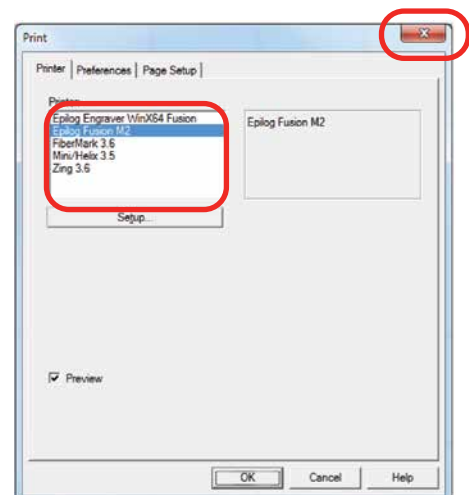 Print
Printer Preferences Page Setup
Printer
Epilog Engraver WinX64 Fusion
Epilog Fusion M2
FiberMark 3.6
Mini/Helix 3.5
Zing 3.6
Epilog Fusion M2
Setup...
Preview
OK Cancel Help